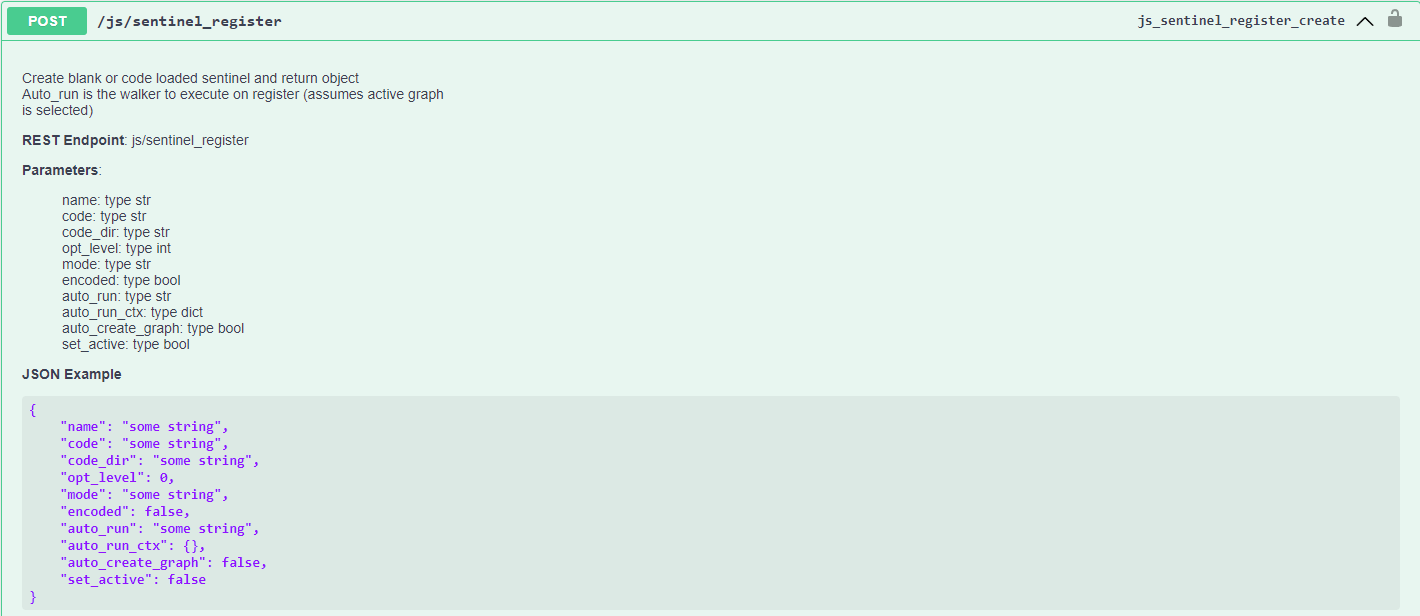 POST /js/sentinel_register js_sentinel_register_create
Create blank or code loaded sentinel and return object
Auto_run is the walker to execute on register (assumes active graph
is selected)
REST Endpoint: js/sentinel_register
Parameters:
name: type str
code: type str
code_dir: type str
opt_level: type int
mode: type str
encoded: type bool
auto_run: type str
auto_run_ctx: type dict
auto_create_graph: type bool
set_active: type bool
JSON Example
{
    "name": "some string",
    "code": "some string",
    "code_dir": "some string",
    "opt_level": 0,
    "mode": "some string",
    "encoded": false,
    "auto_run": "some string",
    "auto_run_ctx": {},
    "auto_create_graph": false,
    "set_active": false
}